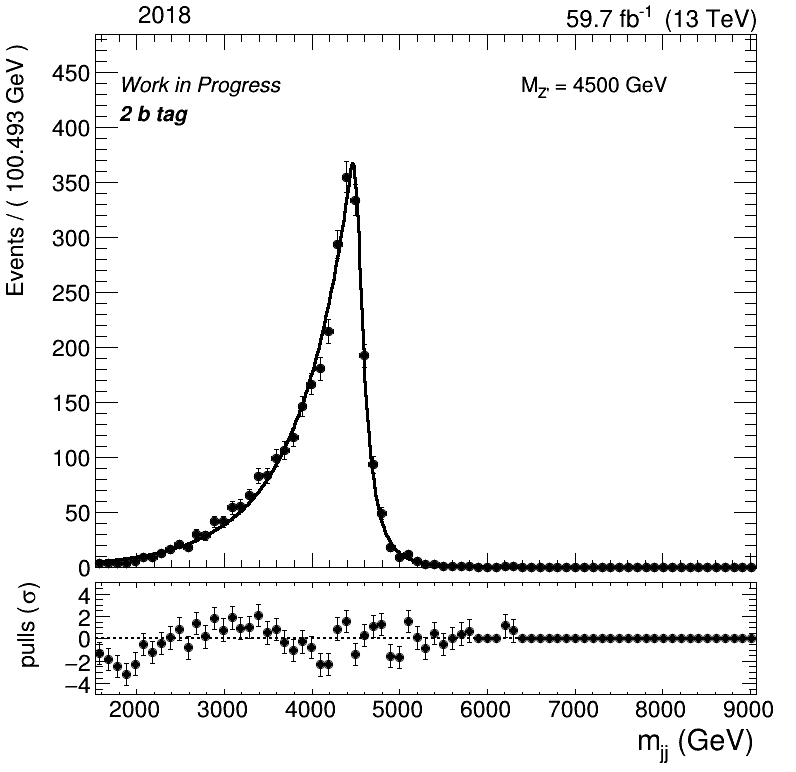 2018
59.7 fb⁻¹ (13 TeV)
Work in Progress
M_Z' = 4500 GeV
2 b tag
Events / ( 100.493 GeV )
450
400
350
300
250
200
150
100
50
0
pulls (σ)
4
2
0
−2
−4
2000 3000 4000 5000 6000 7000 8000 9000
m_jj (GeV)